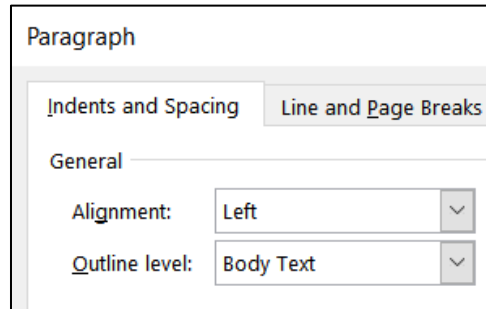 Paragraph
Indents and Spacing
Line and Page Breaks
General
Alignment:
Left
Outline level:
Body Text